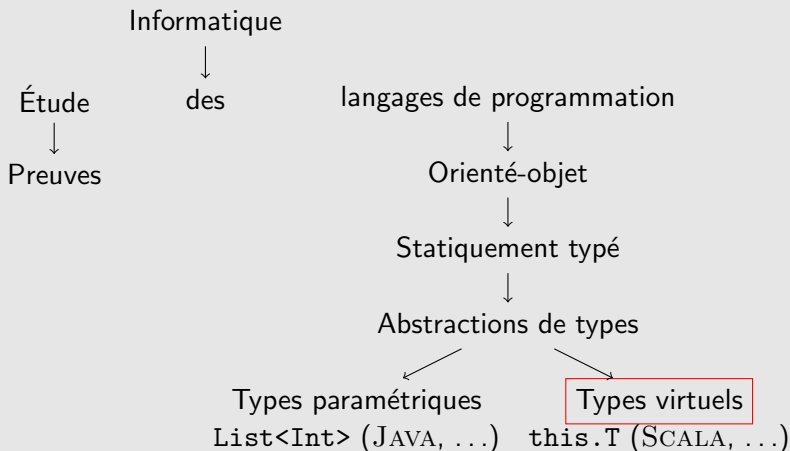 Informatique
Étude des langages de programmation
Preuves Orienté-objet
Statiquement typé
Abstractions de types
Types paramétriques Types virtuels
List<Int> (JAVA, ...) this.T (SCALA, ...)